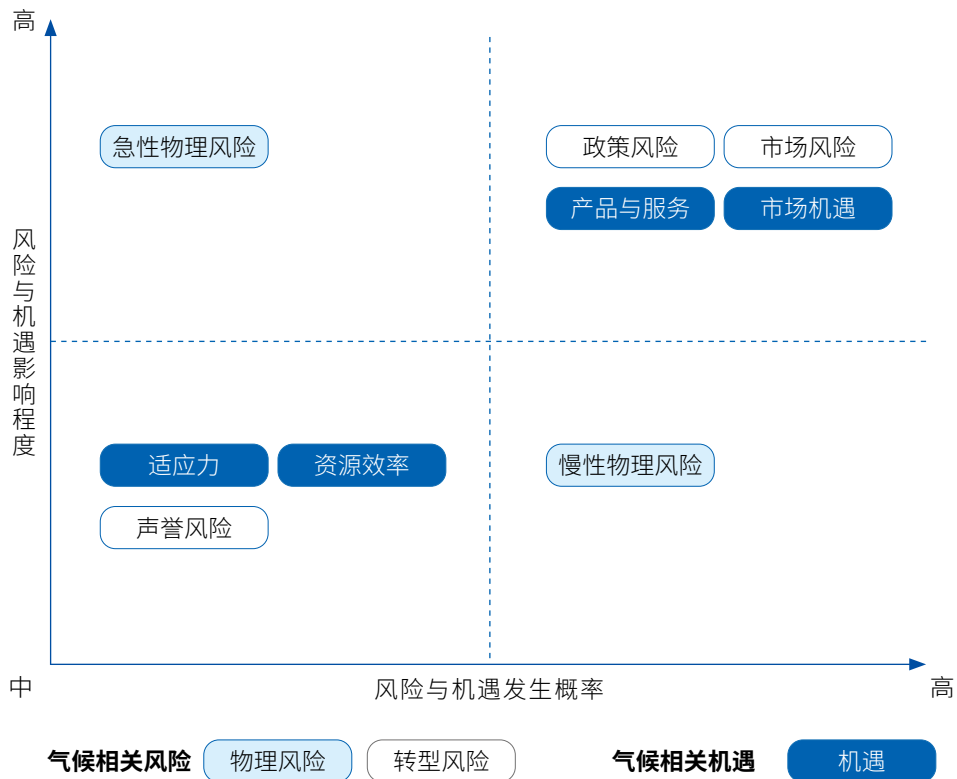 高
急性物理风险
政策风险
市场风险
产品与服务
市场机遇
风险与机遇影响程度
适应力
资源效率
慢性物理风险
声誉风险
中
风险与机遇发生概率
高
气候相关风险
物理风险
转型风险
气候相关机遇
机遇